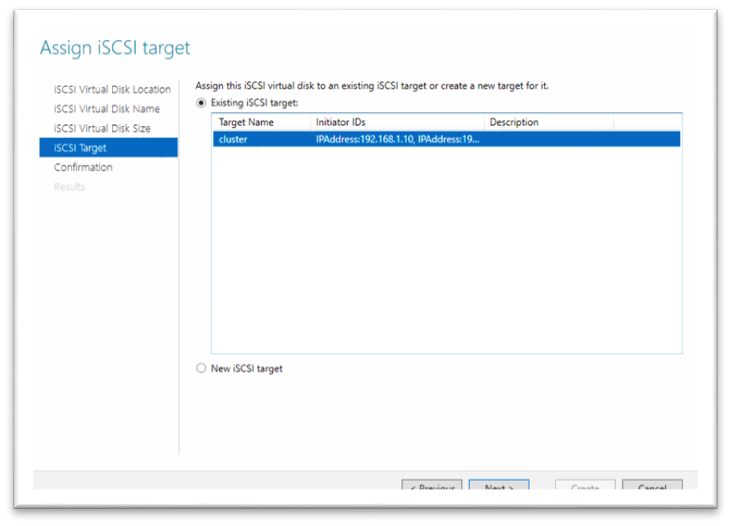 Assign iSCSI target
iSCSI Virtual Disk Location
iSCSI Virtual Disk Name
iSCSI Virtual Disk Size
iSCSI Target
Confirmation
Results
Assign this iSCSI virtual disk to an existing iSCSI target or create a new target for it.
Existing iSCSI target:
Target Name Initiator IDs Description
cluster IPAddress:192.168.1.10, IPAddress:19...
New iSCSI target
< Previous Next > Create Cancel